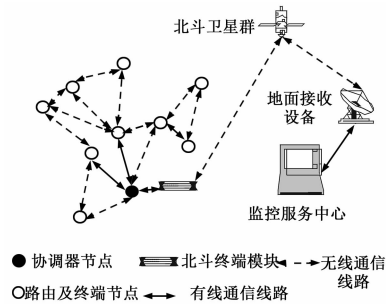 北斗卫星群
地面接收
设备
监控服务中心
协调器节点
北斗终端模块
无线通信
线路
路由及终端节点
有线通信线路